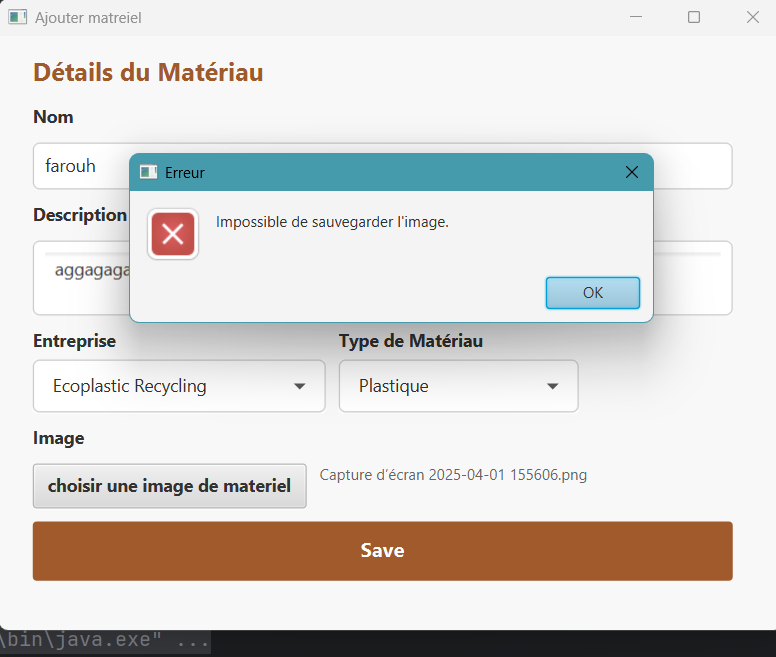 Ajouter matreiel
Détails du Matériau
Nom
farouh
Erreur
Impossible de sauvegarder l'image.
OK
Description
aggagaga
Entreprise
Type de Matériau
Ecoplastic Recycling
Plastique
Image
choisir une image de materiel
Capture d’écran 2025-04-01 155606.png
Save
\bin\java.exe" ...